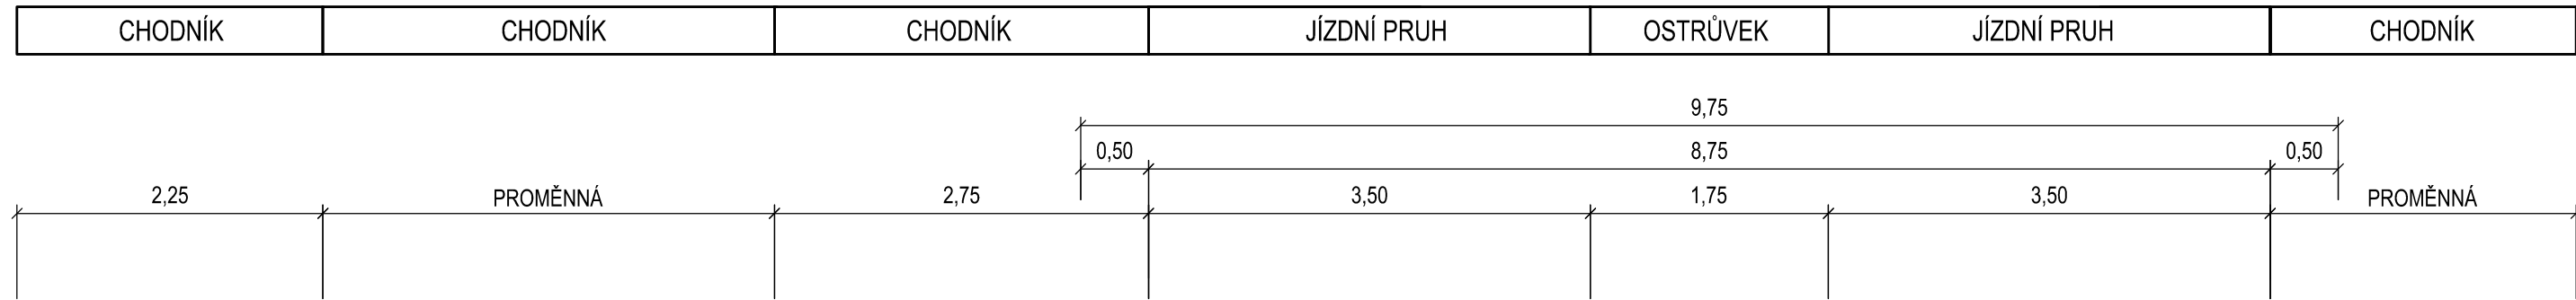 CHODNÍK CHODNÍK CHODNÍK JÍZDNÍ PRUH OSTRŮVEK JÍZDNÍ PRUH CHODNÍK
9,75
0,50 8,75 0,50
2,25 PROMĚNNÁ 2,75 3,50 1,75 3,50 PROMĚNNÁ